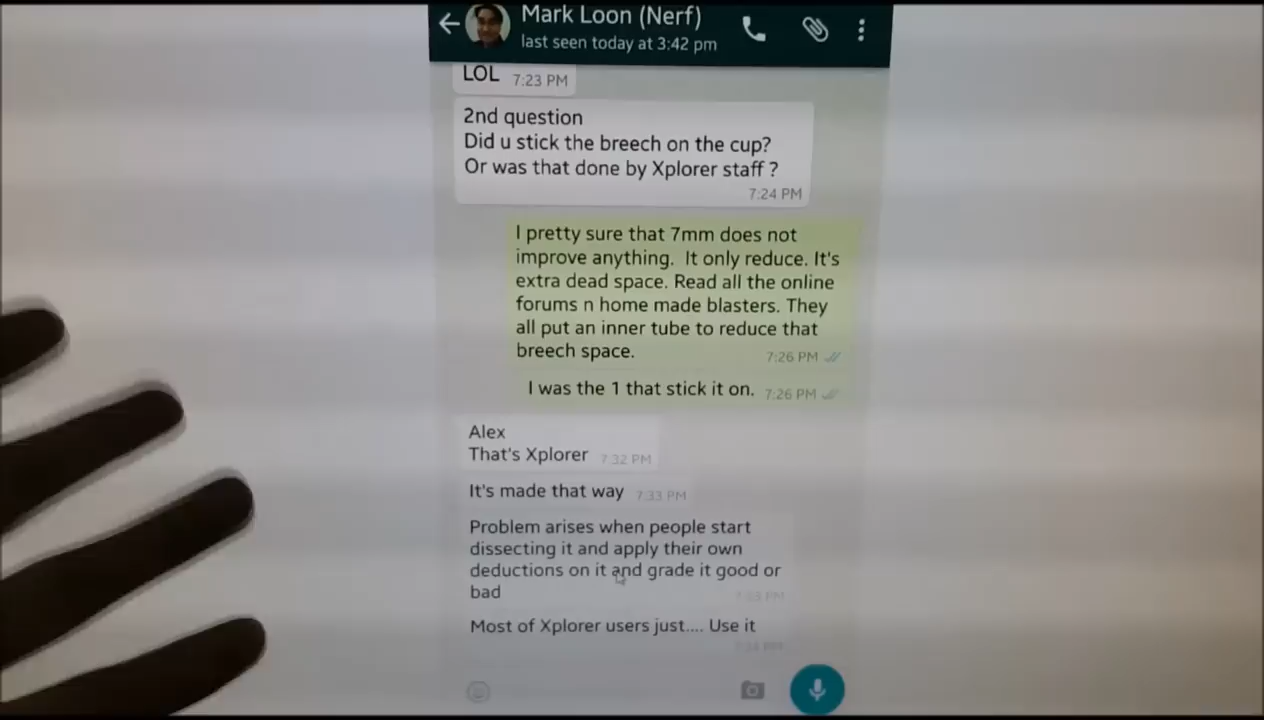 Mark Loon (Nerf)
last seen today at 3:42 pm
LOL 7:23 PM
2nd question
Did u stick the breech on the cup?
Or was that done by Xplorer staff ?
7:24 PM
I pretty sure that 7mm does not
improve anything. It only reduce. It's
extra dead space. Read all the online
forums n home made blasters. They
all put an inner tube to reduce that
breech space. 7:26 PM
I was the 1 that stick it on. 7:26 PM
Alex
That's Xplorer 7:32 PM
It's made that way 7:33 PM
Problem arises when people start
dissecting it and apply their own
deductions on it and grade it good or
bad
Most of Xplorer users just.... Use it